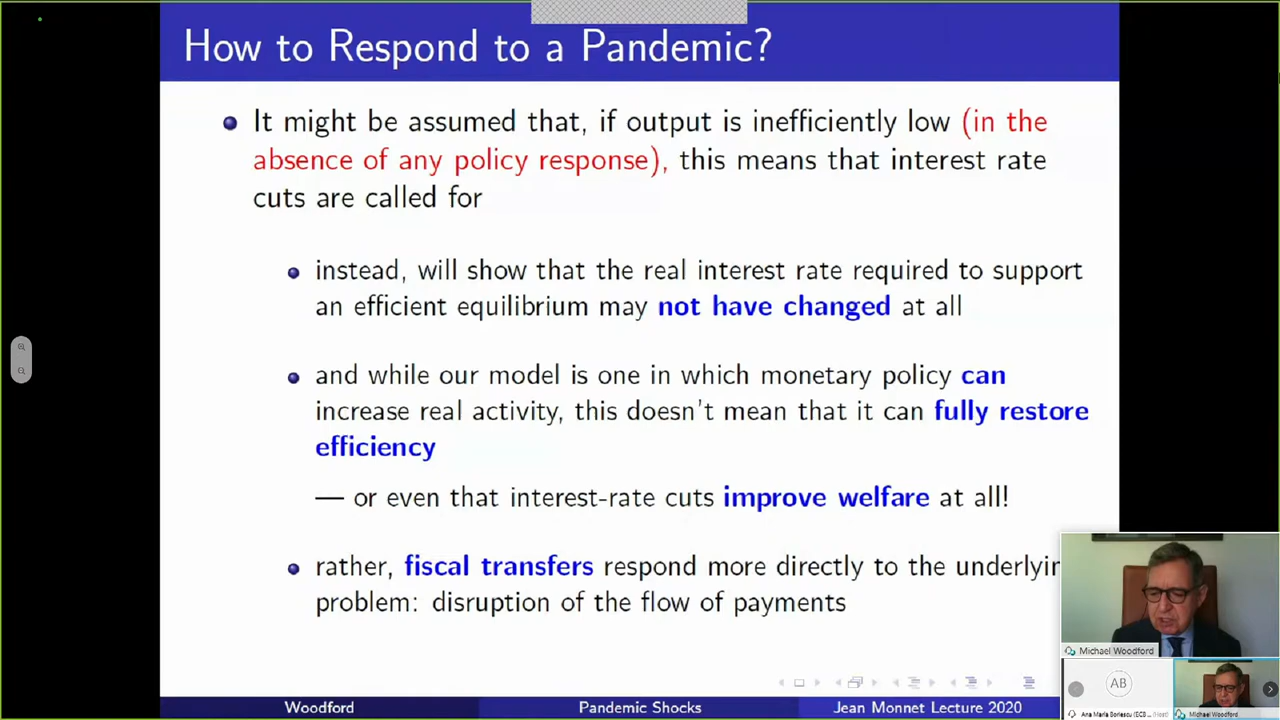 How to Respond to a Pandemic?
It might be assumed that, if output is inefficiently low (in the
absence of any policy response), this means that interest rate
cuts are called for
instead, will show that the real interest rate required to support
an efficient equilibrium may not have changed at all
and while our model is one in which monetary policy can
increase real activity, this doesn't mean that it can fully restore
efficiency
— or even that interest-rate cuts improve welfare at all!
rather, fiscal transfers respond more directly to the underlyin
problem: disruption of the flow of payments
Michael Woodford
AB
Ana Maria Borlescu (ECB ...
Michael Woodford
Woodford
Pandemic Shocks
Jean Monnet Lecture 2020